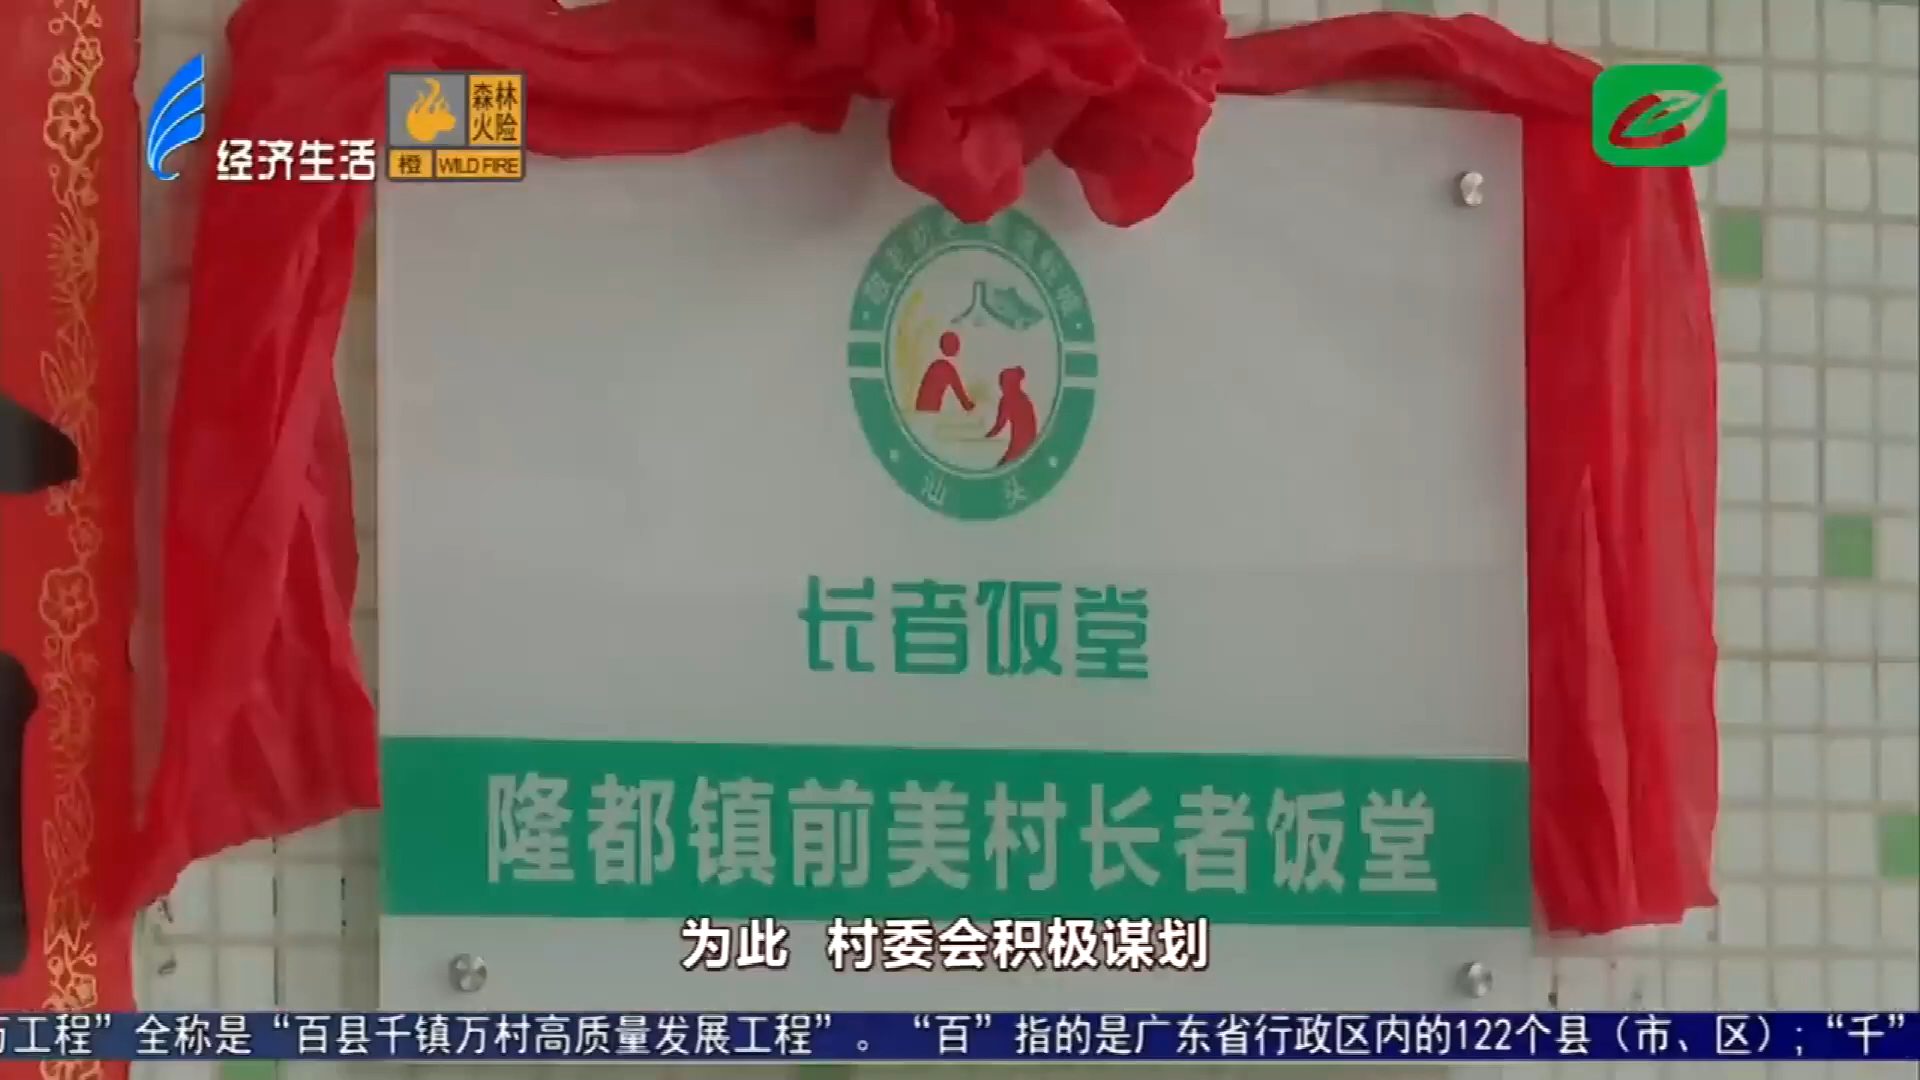 经济生活
森林
火险
橙 WILD FIRE
汕头
长者饭堂
隆都镇前美村长者饭堂
为此 村委会积极谋划
工程”全称是“百县千镇万村高质量发展工程”。“百”指的是广东省行政区内的122个县（市、区）；“千”